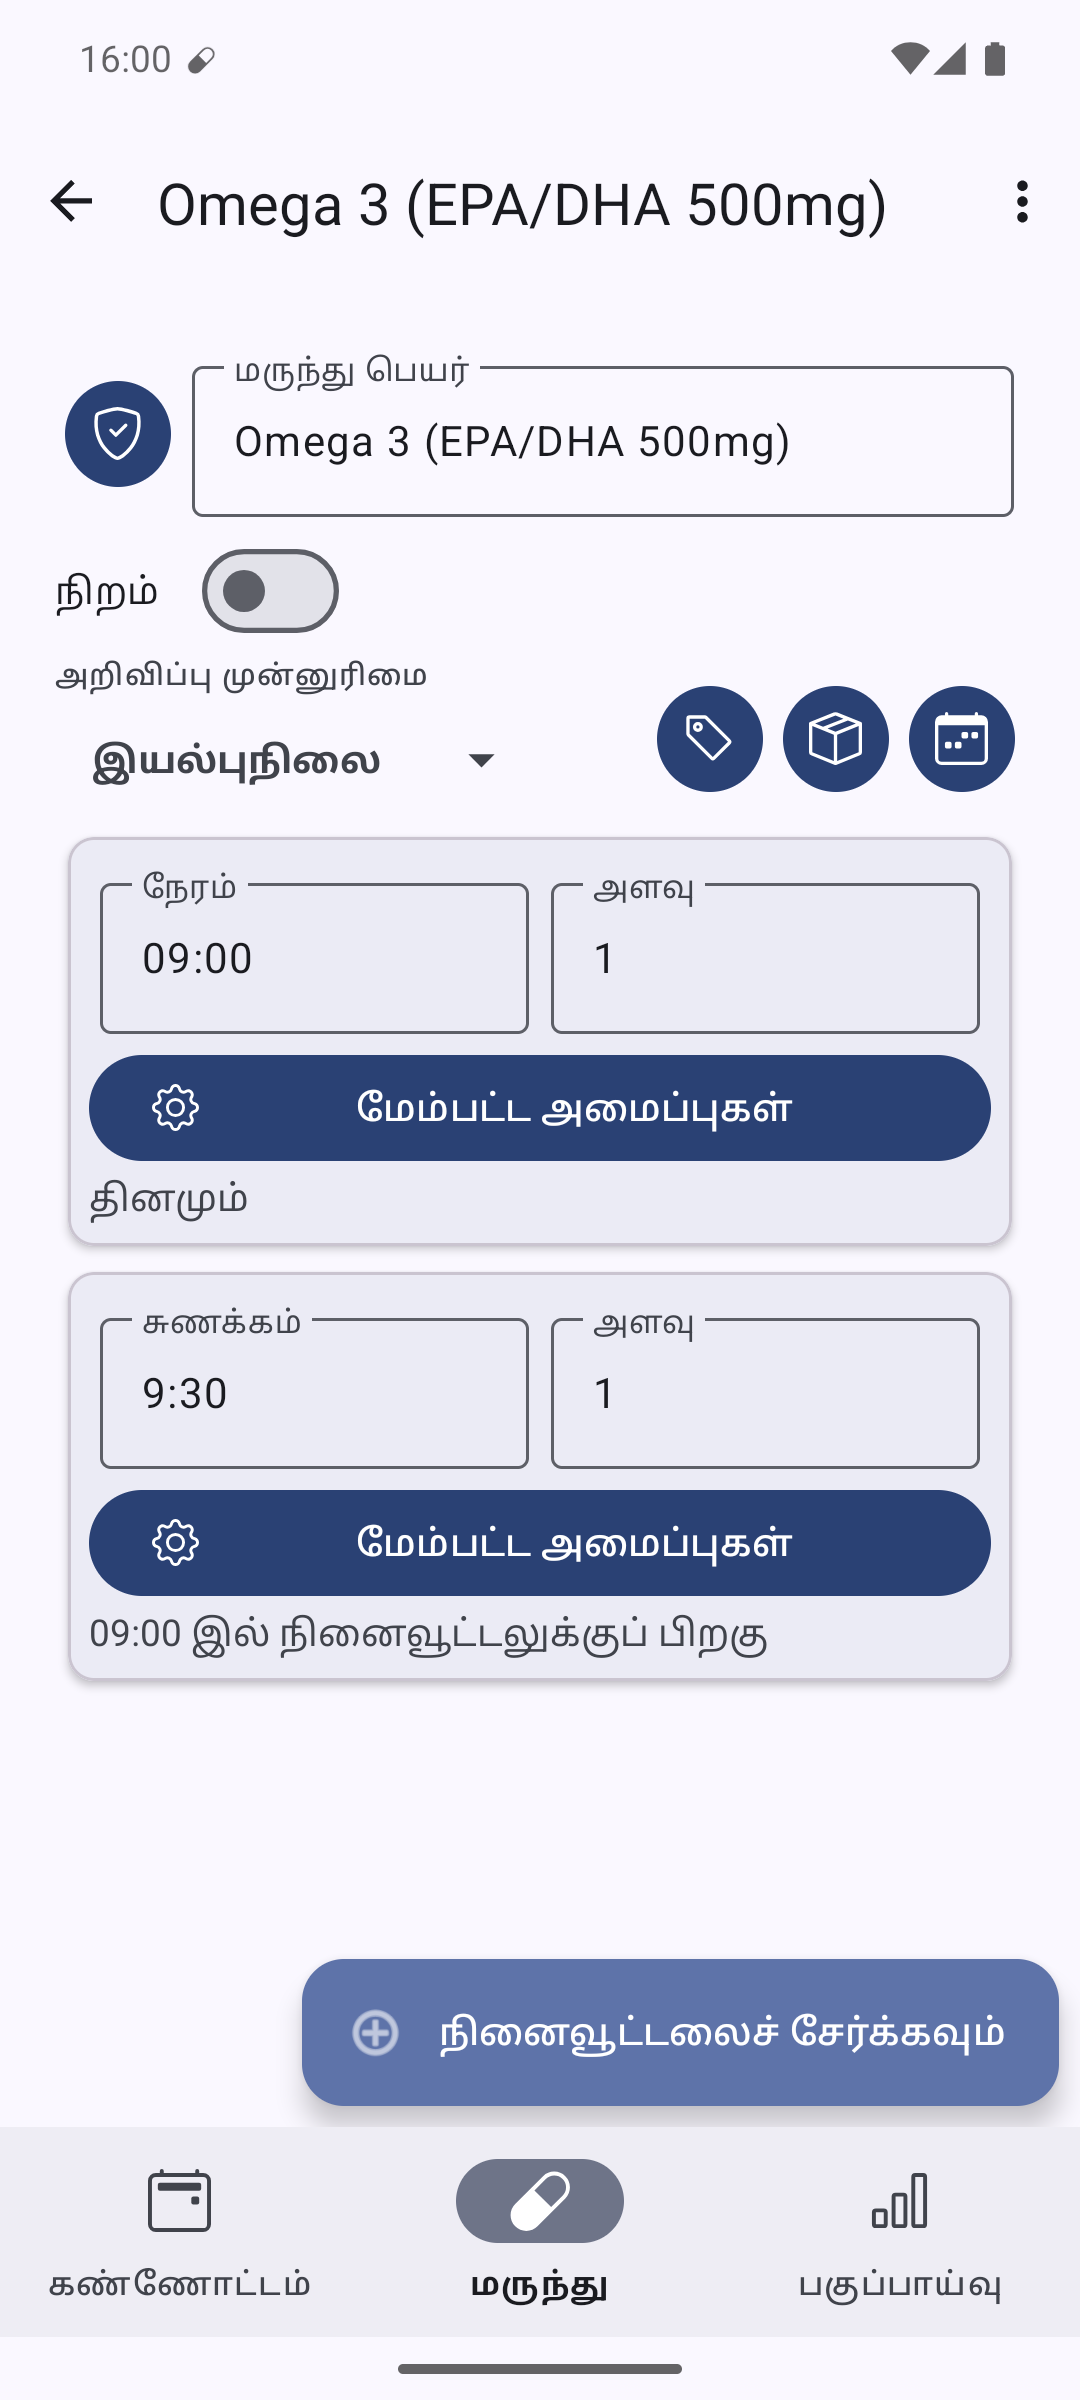 16:00
Omega 3 (EPA/DHA 500mg)
மருந்து பெயர்
Omega 3 (EPA/DHA 500mg)
நிறம்
அறிவிப்பு முன்னுரிமை
இயல்புநிலை
நேரம் அளவு
09:00 1
மேம்பட்ட அமைப்புகள்
தினமும்
சுணக்கம் அளவு
9:30 1
மேம்பட்ட அமைப்புகள்
09:00 இல் நினைவூட்டலுக்குப் பிறகு
நினைவூட்டலைச் சேர்க்கவும்
கண்ணோட்டம் மருந்து பகுப்பாய்வு